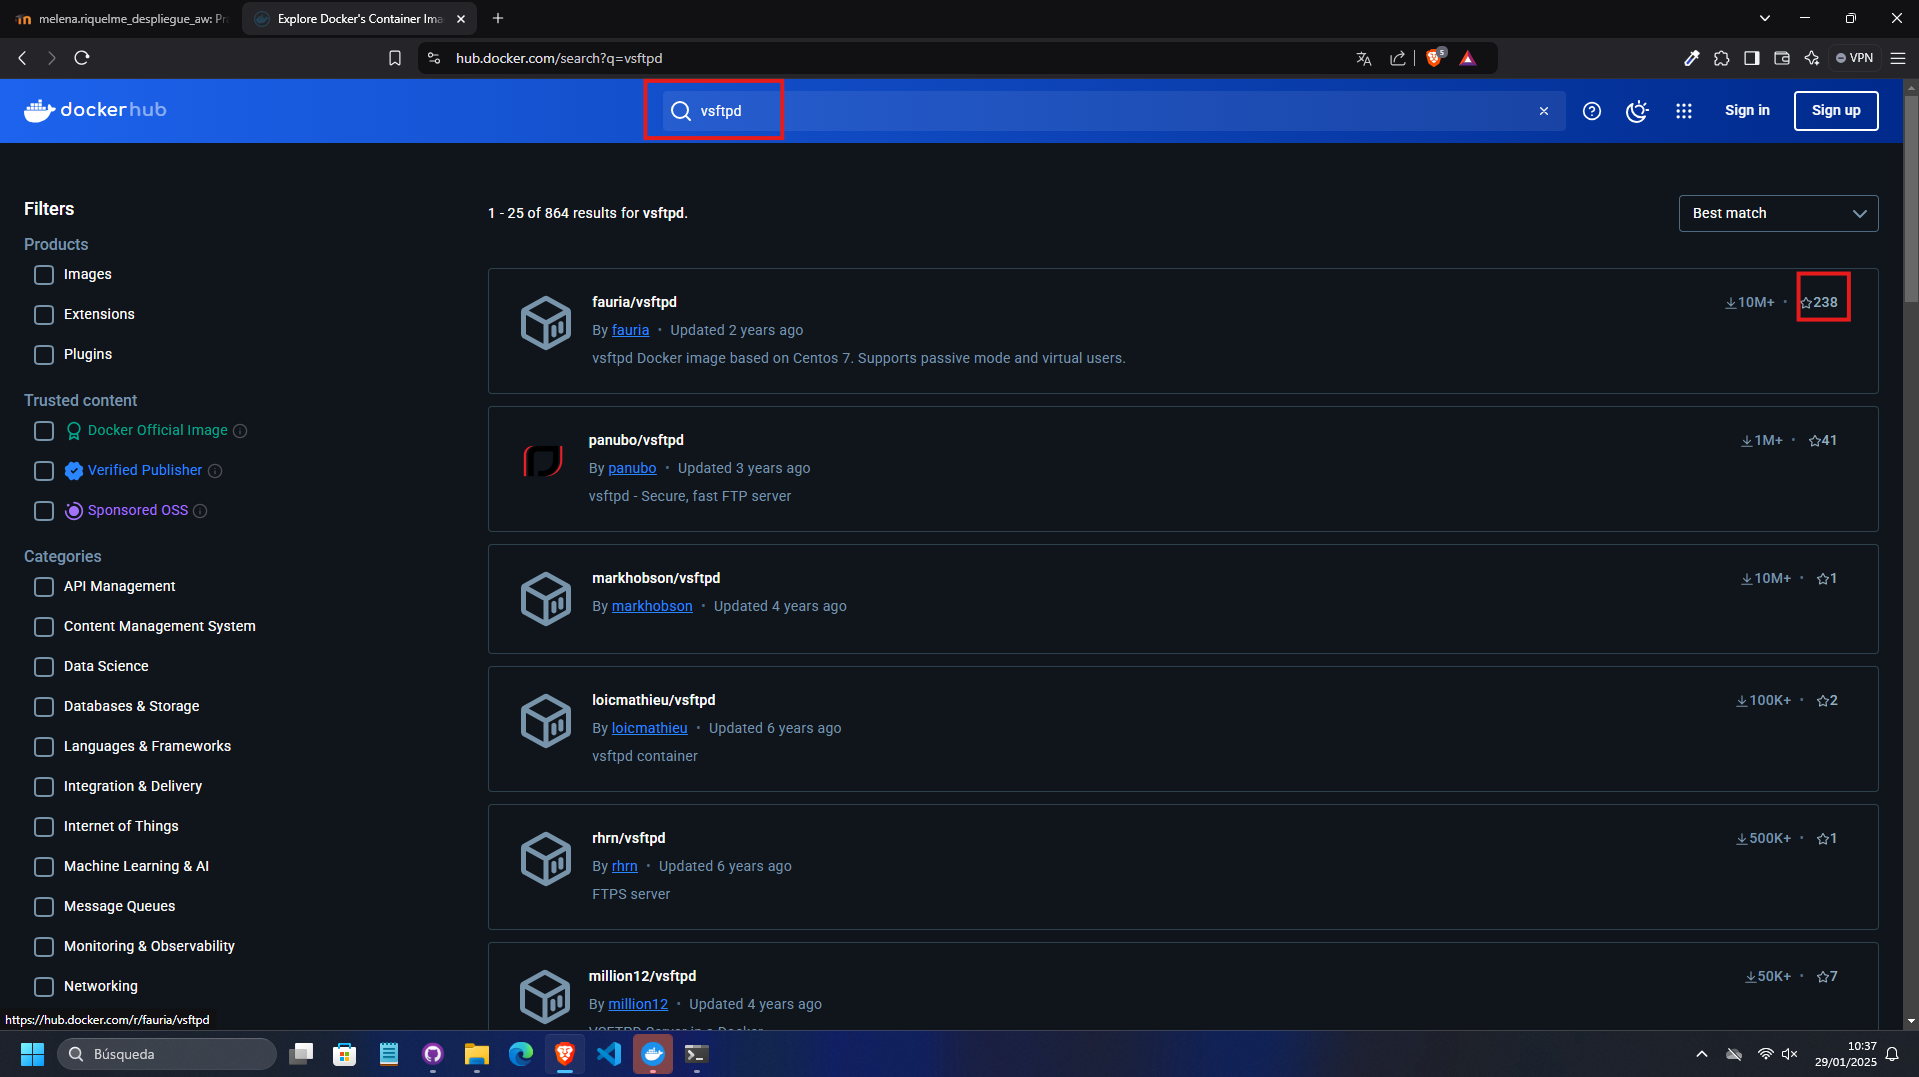 melena.riquelme_despliegue_aw: Pr
Explore Docker's Container Ima
hub.docker.com/search?q=vsftpd
5
VPN
dockerhub
vsftpd
Sign in
Sign up
Filters
Products
Images
Extensions
Plugins
Trusted content
Docker Official Image
Verified Publisher
Sponsored OSS
Categories
API Management
Content Management System
Data Science
Databases & Storage
Languages & Frameworks
Integration & Delivery
Internet of Things
Machine Learning & AI
Message Queues
Monitoring & Observability
Networking
1 - 25 of 864 results for vsftpd.
Best match
fauria/vsftpd
10M+ • 238
By fauria • Updated 2 years ago
vsftpd Docker image based on Centos 7. Supports passive mode and virtual users.
panubo/vsftpd
1M+ • 41
By panubo • Updated 3 years ago
vsftpd - Secure, fast FTP server
markhobson/vsftpd
10M+ • 1
By markhobson • Updated 4 years ago
loicmathieu/vsftpd
100K+ • 2
By loicmathieu • Updated 6 years ago
vsftpd container
rhrn/vsftpd
500K+ • 1
By rhrn • Updated 6 years ago
FTPS server
million12/vsftpd
50K+ • 7
By million12 • Updated 4 years ago
VSFTPD Server in a Docker
https://hub.docker.com/r/fauria/vsftpd
Búsqueda
10:37
29/01/2025